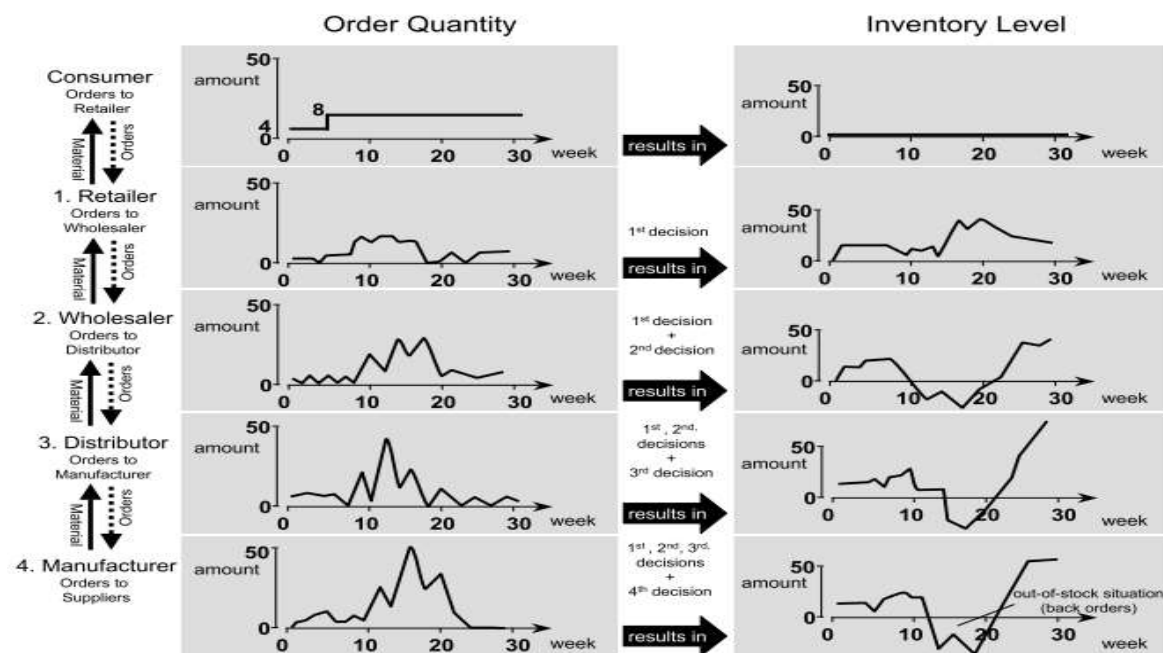 Order Quantity
Inventory Level
Consumer
Orders to
Retailer
Material
Orders
50
amount
8
4
0
0 10 20 30 week
results in
50
amount
0
0 10 20 30 week
1. Retailer
Orders to
Wholesaler
Material
Orders
50
amount
0
0 10 20 30 week
1st decision
results in
50
amount
0
0 10 20 30 week
2. Wholesaler
Orders to
Distributor
Material
Orders
50
amount
0
0 10 20 30 week
1st decision
+
2nd decision
results in
50
amount
0
0 10 20 30 week
3. Distributor
Orders to
Manufacturer
Material
Orders
50
amount
0
0 10 20 30 week
1st , 2nd,
decisions
+
3rd decision
results in
50
amount
0
0 10 20 30 week
4. Manufacturer
Orders to
Suppliers
50
amount
0
0 10 20 30 week
1st , 2nd, 3rd,
decisions
+
4th decision
results in
50
amount
0
out-of-stock situation
(back orders)
0 10 20 30 week